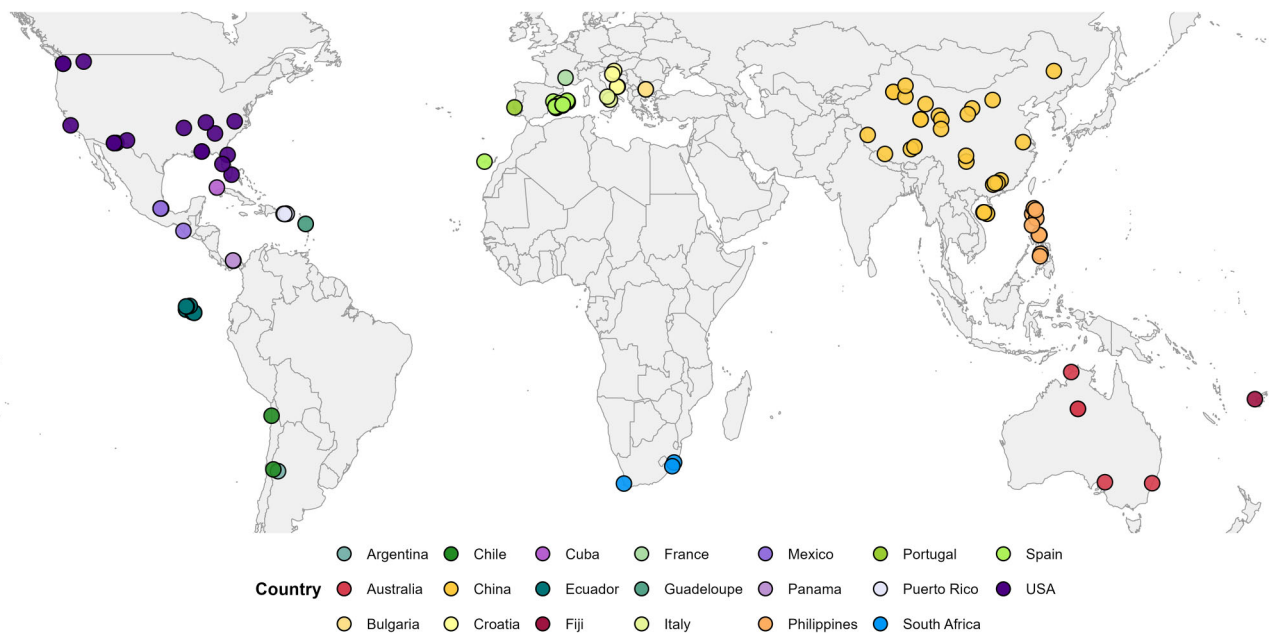 Argentina Chile Cuba France Mexico Portugal Spain
Country Australia China Ecuador Guadeloupe Panama Puerto Rico USA
Bulgaria Croatia Fiji Italy Philippines South Africa